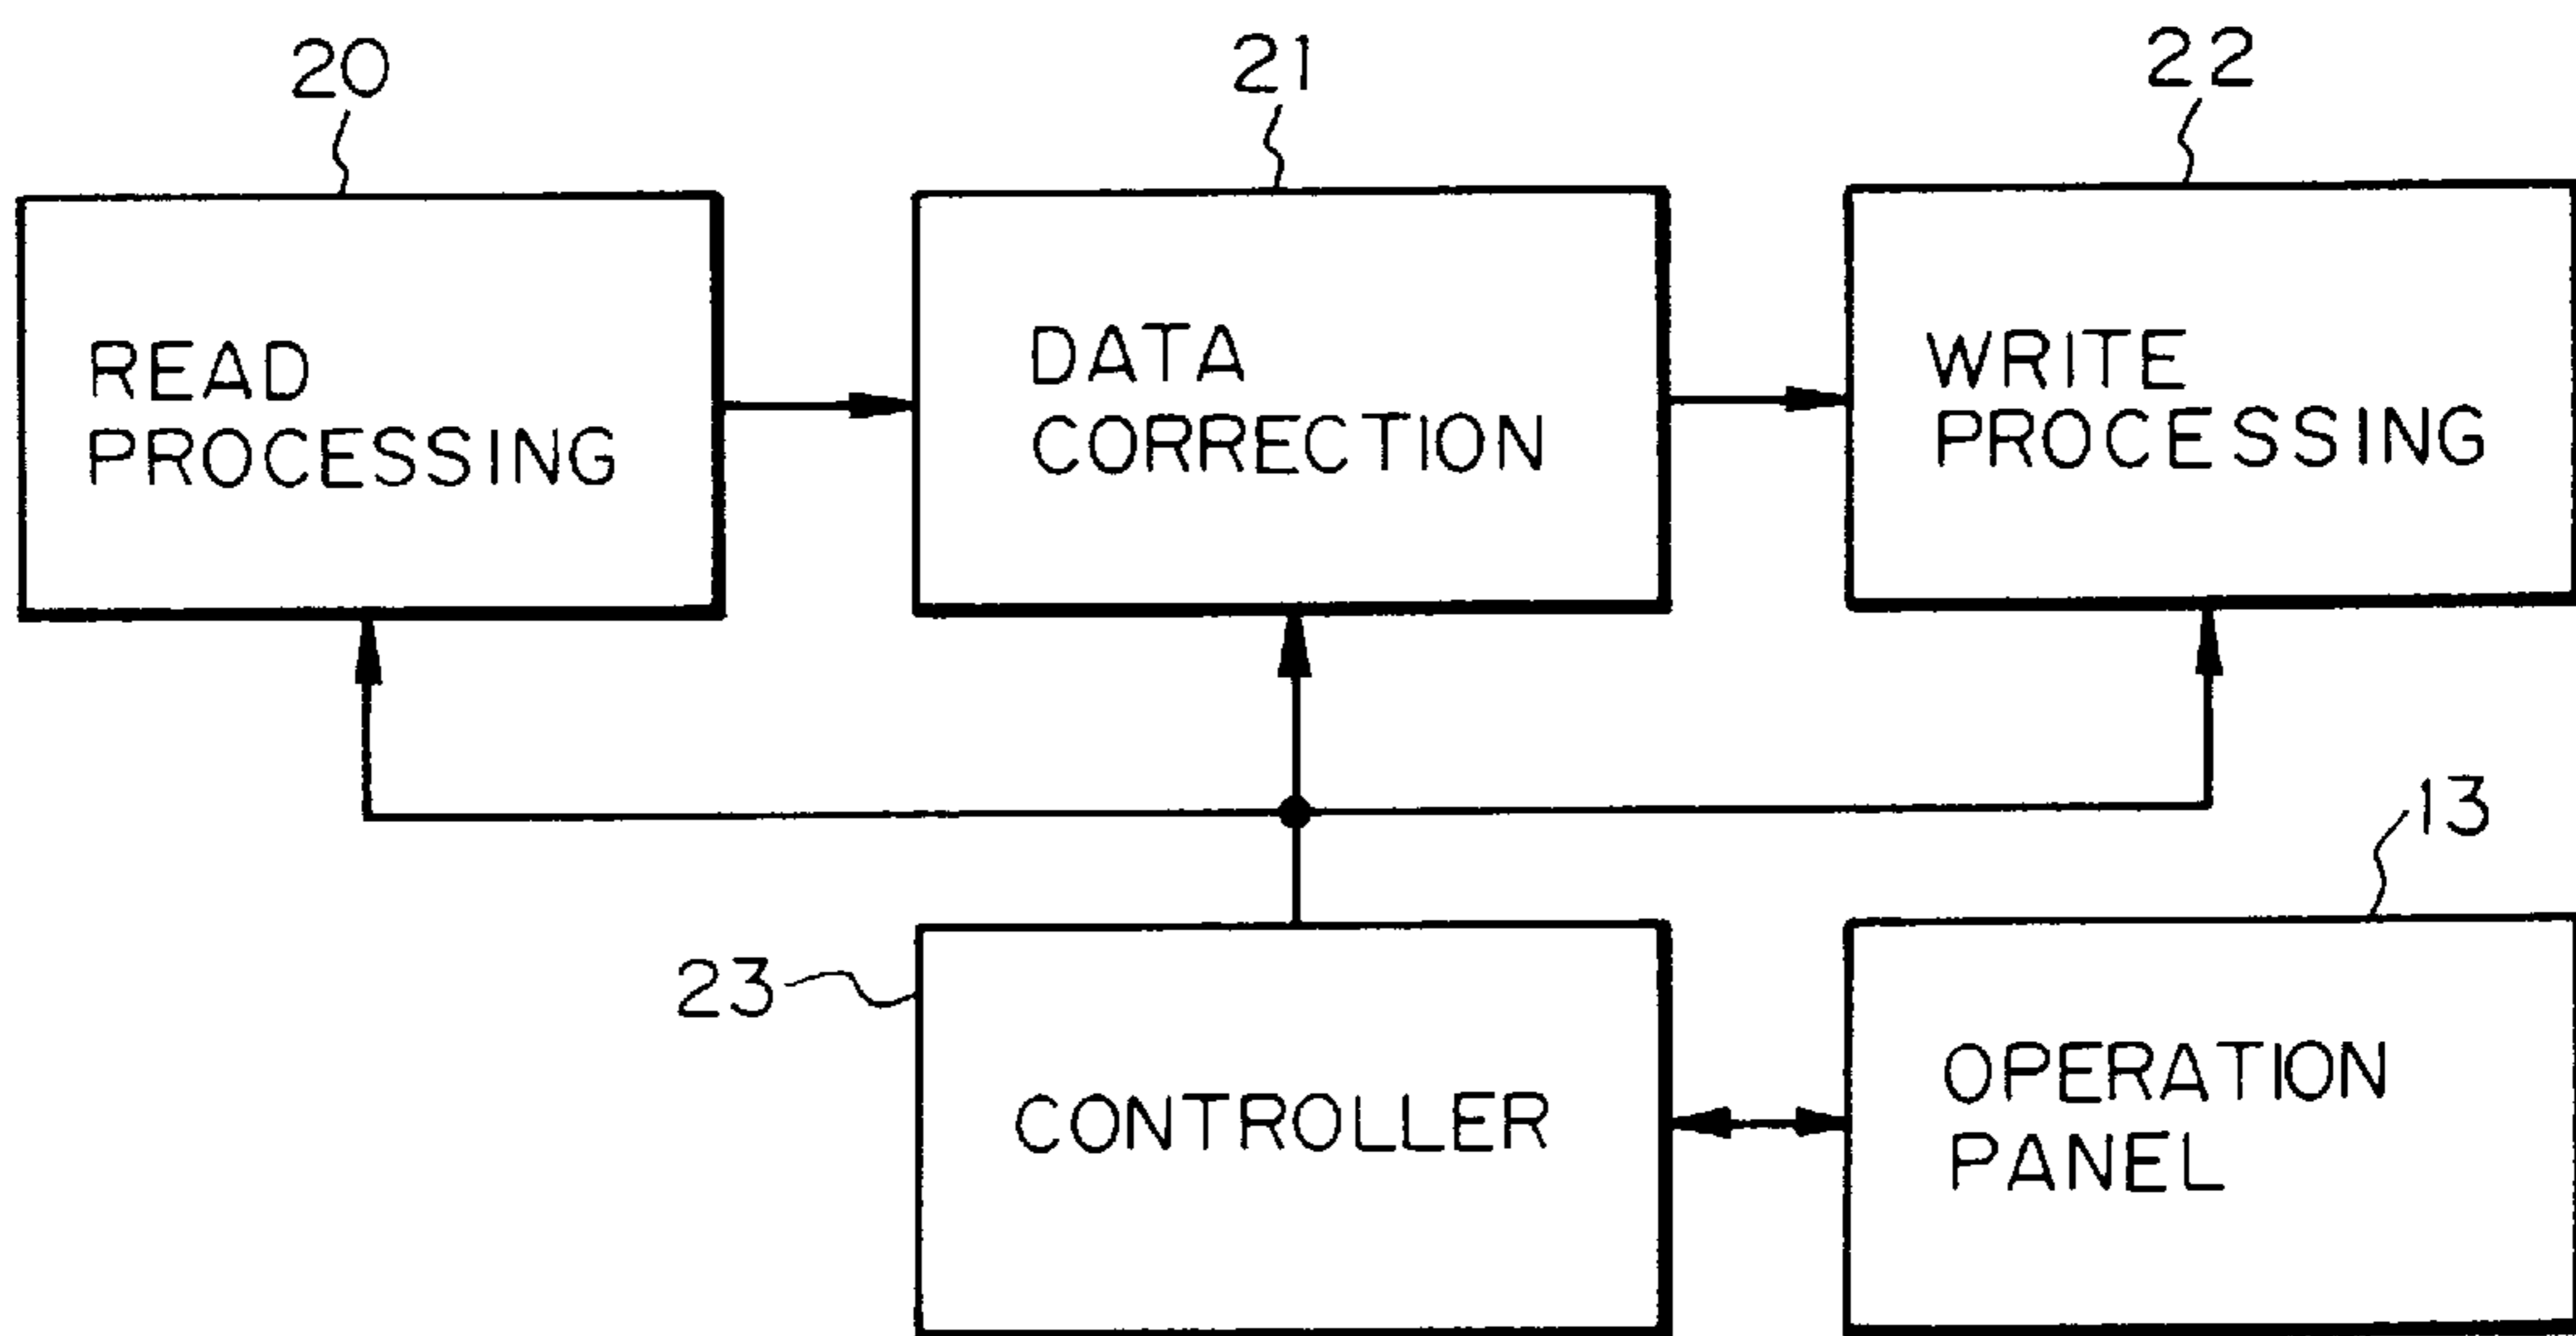 20
21
22
READ
PROCESSING
DATA
CORRECTION
WRITE
PROCESSING
13
23
CONTROLLER
OPERATION
PANEL